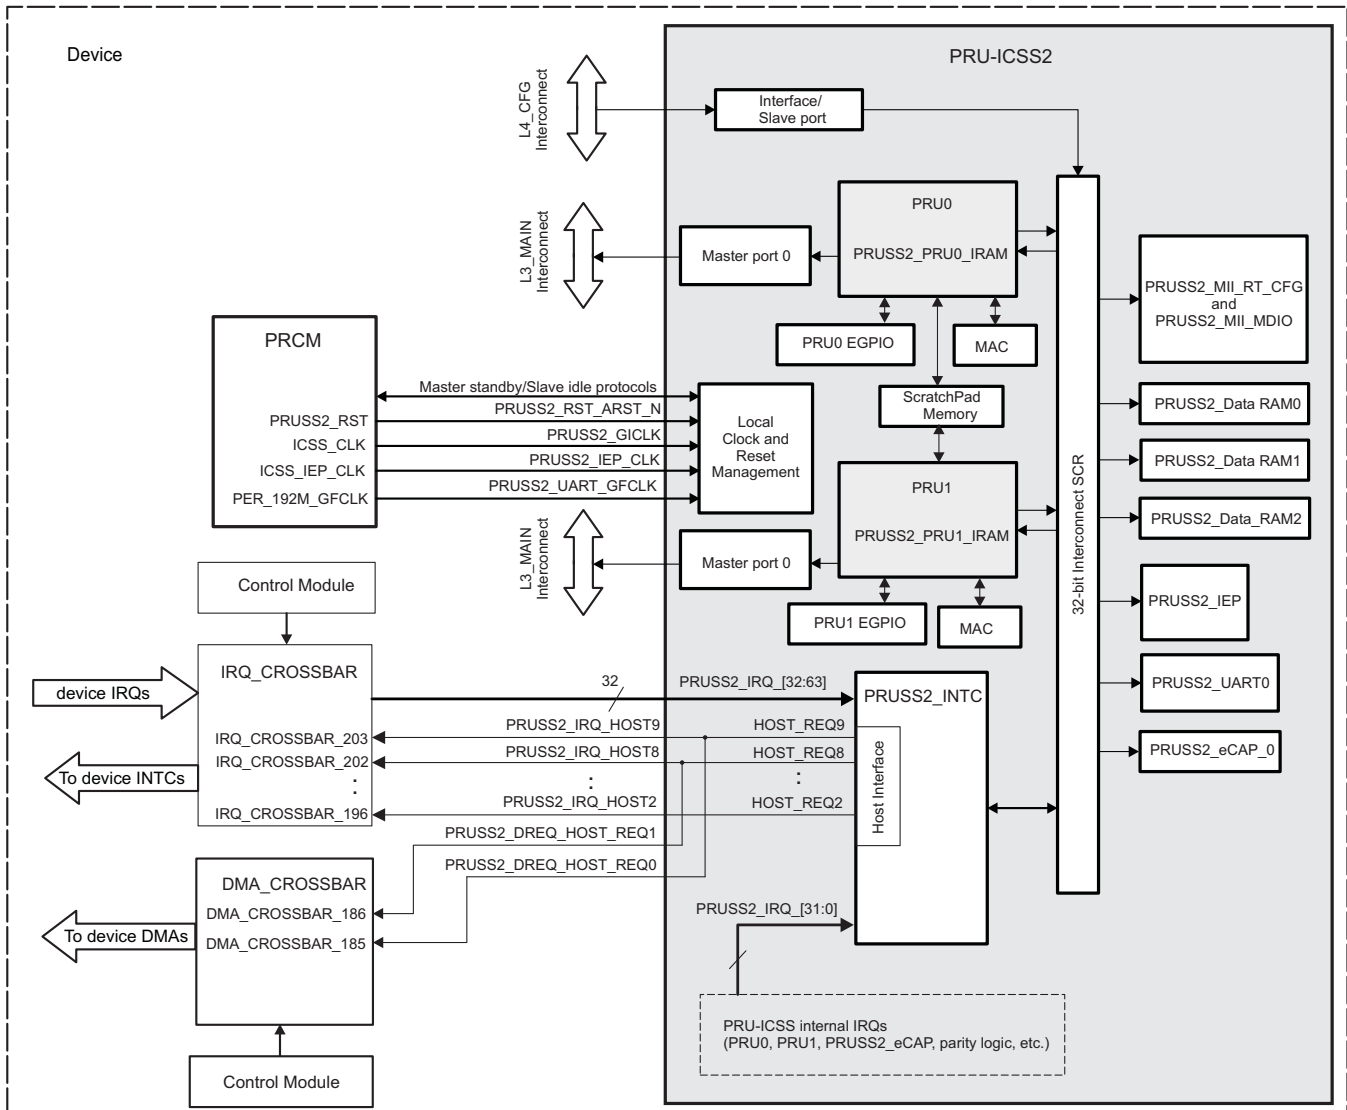 Device
PRU-ICSS2
L4_CFG
Interconnect
Interface/
Slave port
L3_MAIN
Interconnect
Master port 0
PRU0
PRUSS2_PRU0_IRAM
PRU0 EGPIO
MAC
PRUSS2_MII_RT_CFG
and
PRUSS2_MII_MDIO
PRCM
PRUSS2_RST
ICSS_CLK
ICSS_IEP_CLK
PER_192M_GFCLK
Master standby/Slave idle protocols
PRUSS2_RST_ARST_N
PRUSS2_GICLK
PRUSS2_IEP_CLK
PRUSS2_UART_GFCLK
Local
Clock and
Reset
Management
ScratchPad
Memory
32-bit Interconnect SCR
PRUSS2_Data RAM0
PRUSS2_Data RAM1
PRUSS2_Data_RAM2
PRU1
PRUSS2_PRU1_IRAM
L3_MAIN
Interconnect
Master port 0
PRU1 EGPIO
MAC
PRUSS2_IEP
PRUSS2_UART0
PRUSS2_eCAP_0
Control Module
IRQ_CROSSBAR
device IRQs
IRQ_CROSSBAR_203
IRQ_CROSSBAR_202
:
IRQ_CROSSBAR_196
To device INTCs
32
PRUSS2_IRQ_[32:63]
PRUSS2_IRQ_HOST9
PRUSS2_IRQ_HOST8
:
PRUSS2_IRQ_HOST2
PRUSS2_DREQ_HOST_REQ1
PRUSS2_DREQ_HOST_REQ0
HOST_REQ9
HOST_REQ8
:
HOST_REQ2
PRUSS2_INTC
Host Interface
DMA_CROSSBAR
DMA_CROSSBAR_186
DMA_CROSSBAR_185
To device DMAs
PRUSS2_IRQ_[31:0]
PRU-ICSS internal IRQs
(PRU0, PRU1, PRUSS2_eCAP, parity logic, etc.)
Control Module